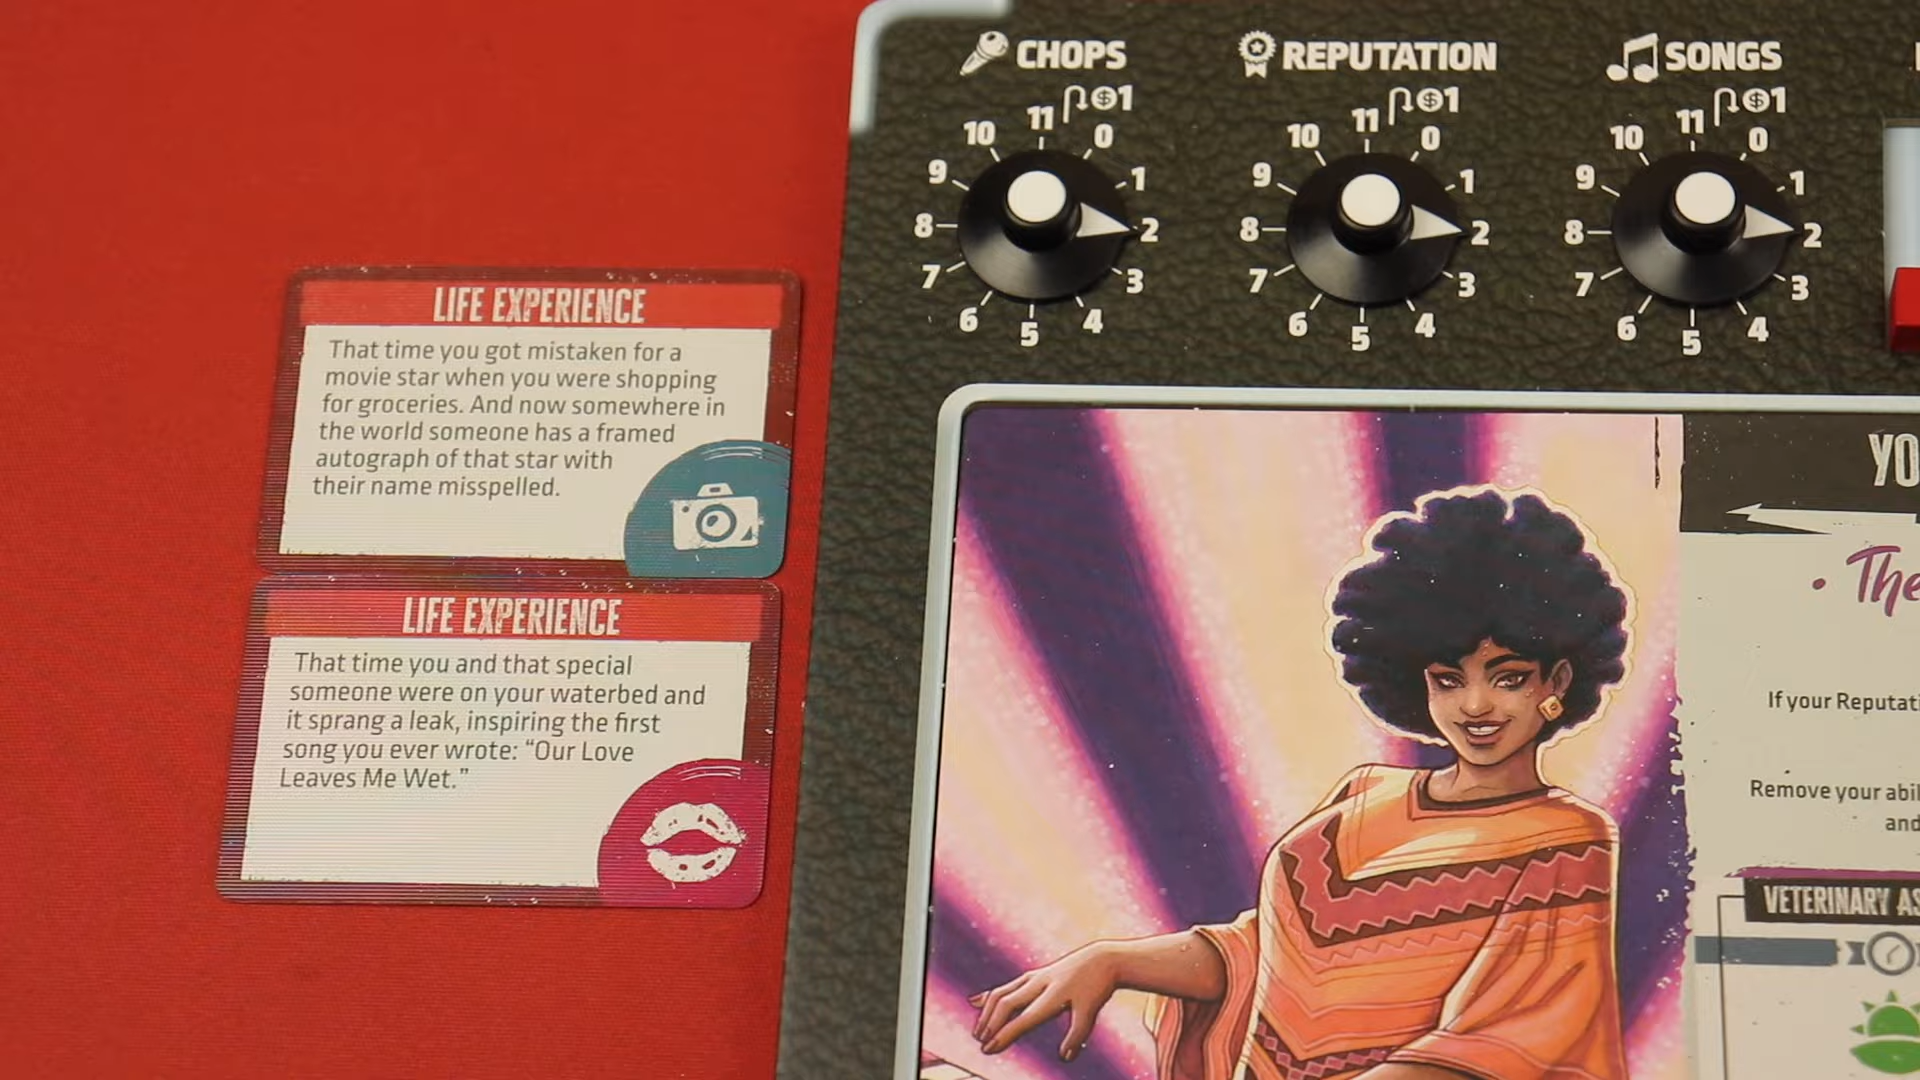 CHOPS
REPUTATION
SONGS
$1
11
0
10
1
9
2
8
3
7
4
6
5
$1
11
0
10
1
9
2
8
3
7
4
6
5
$1
11
0
10
1
9
2
8
3
7
4
6
5
LIFE EXPERIENCE
That time you got mistaken for a
movie star when you were shopping
for groceries. And now somewhere in
the world someone has a framed
autograph of that star with
their name misspelled.
LIFE EXPERIENCE
That time you and that special
someone were on your waterbed and
it sprang a leak, inspiring the first
song you ever wrote: “Our Love
Leaves Me Wet.”
YO
• The
If your Reputati
Remove your abil
and
VETERINARY AS